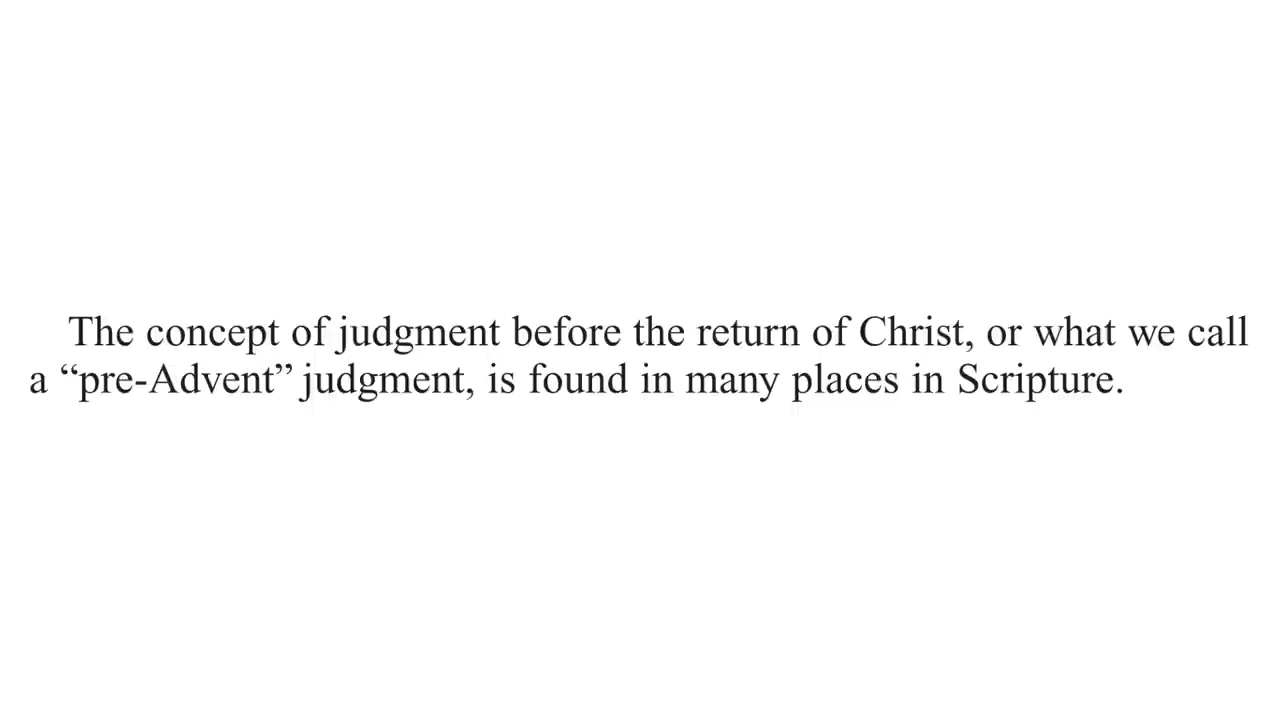 The concept of judgment before the return of Christ, or what we call
a “pre-Advent” judgment, is found in many places in Scripture.